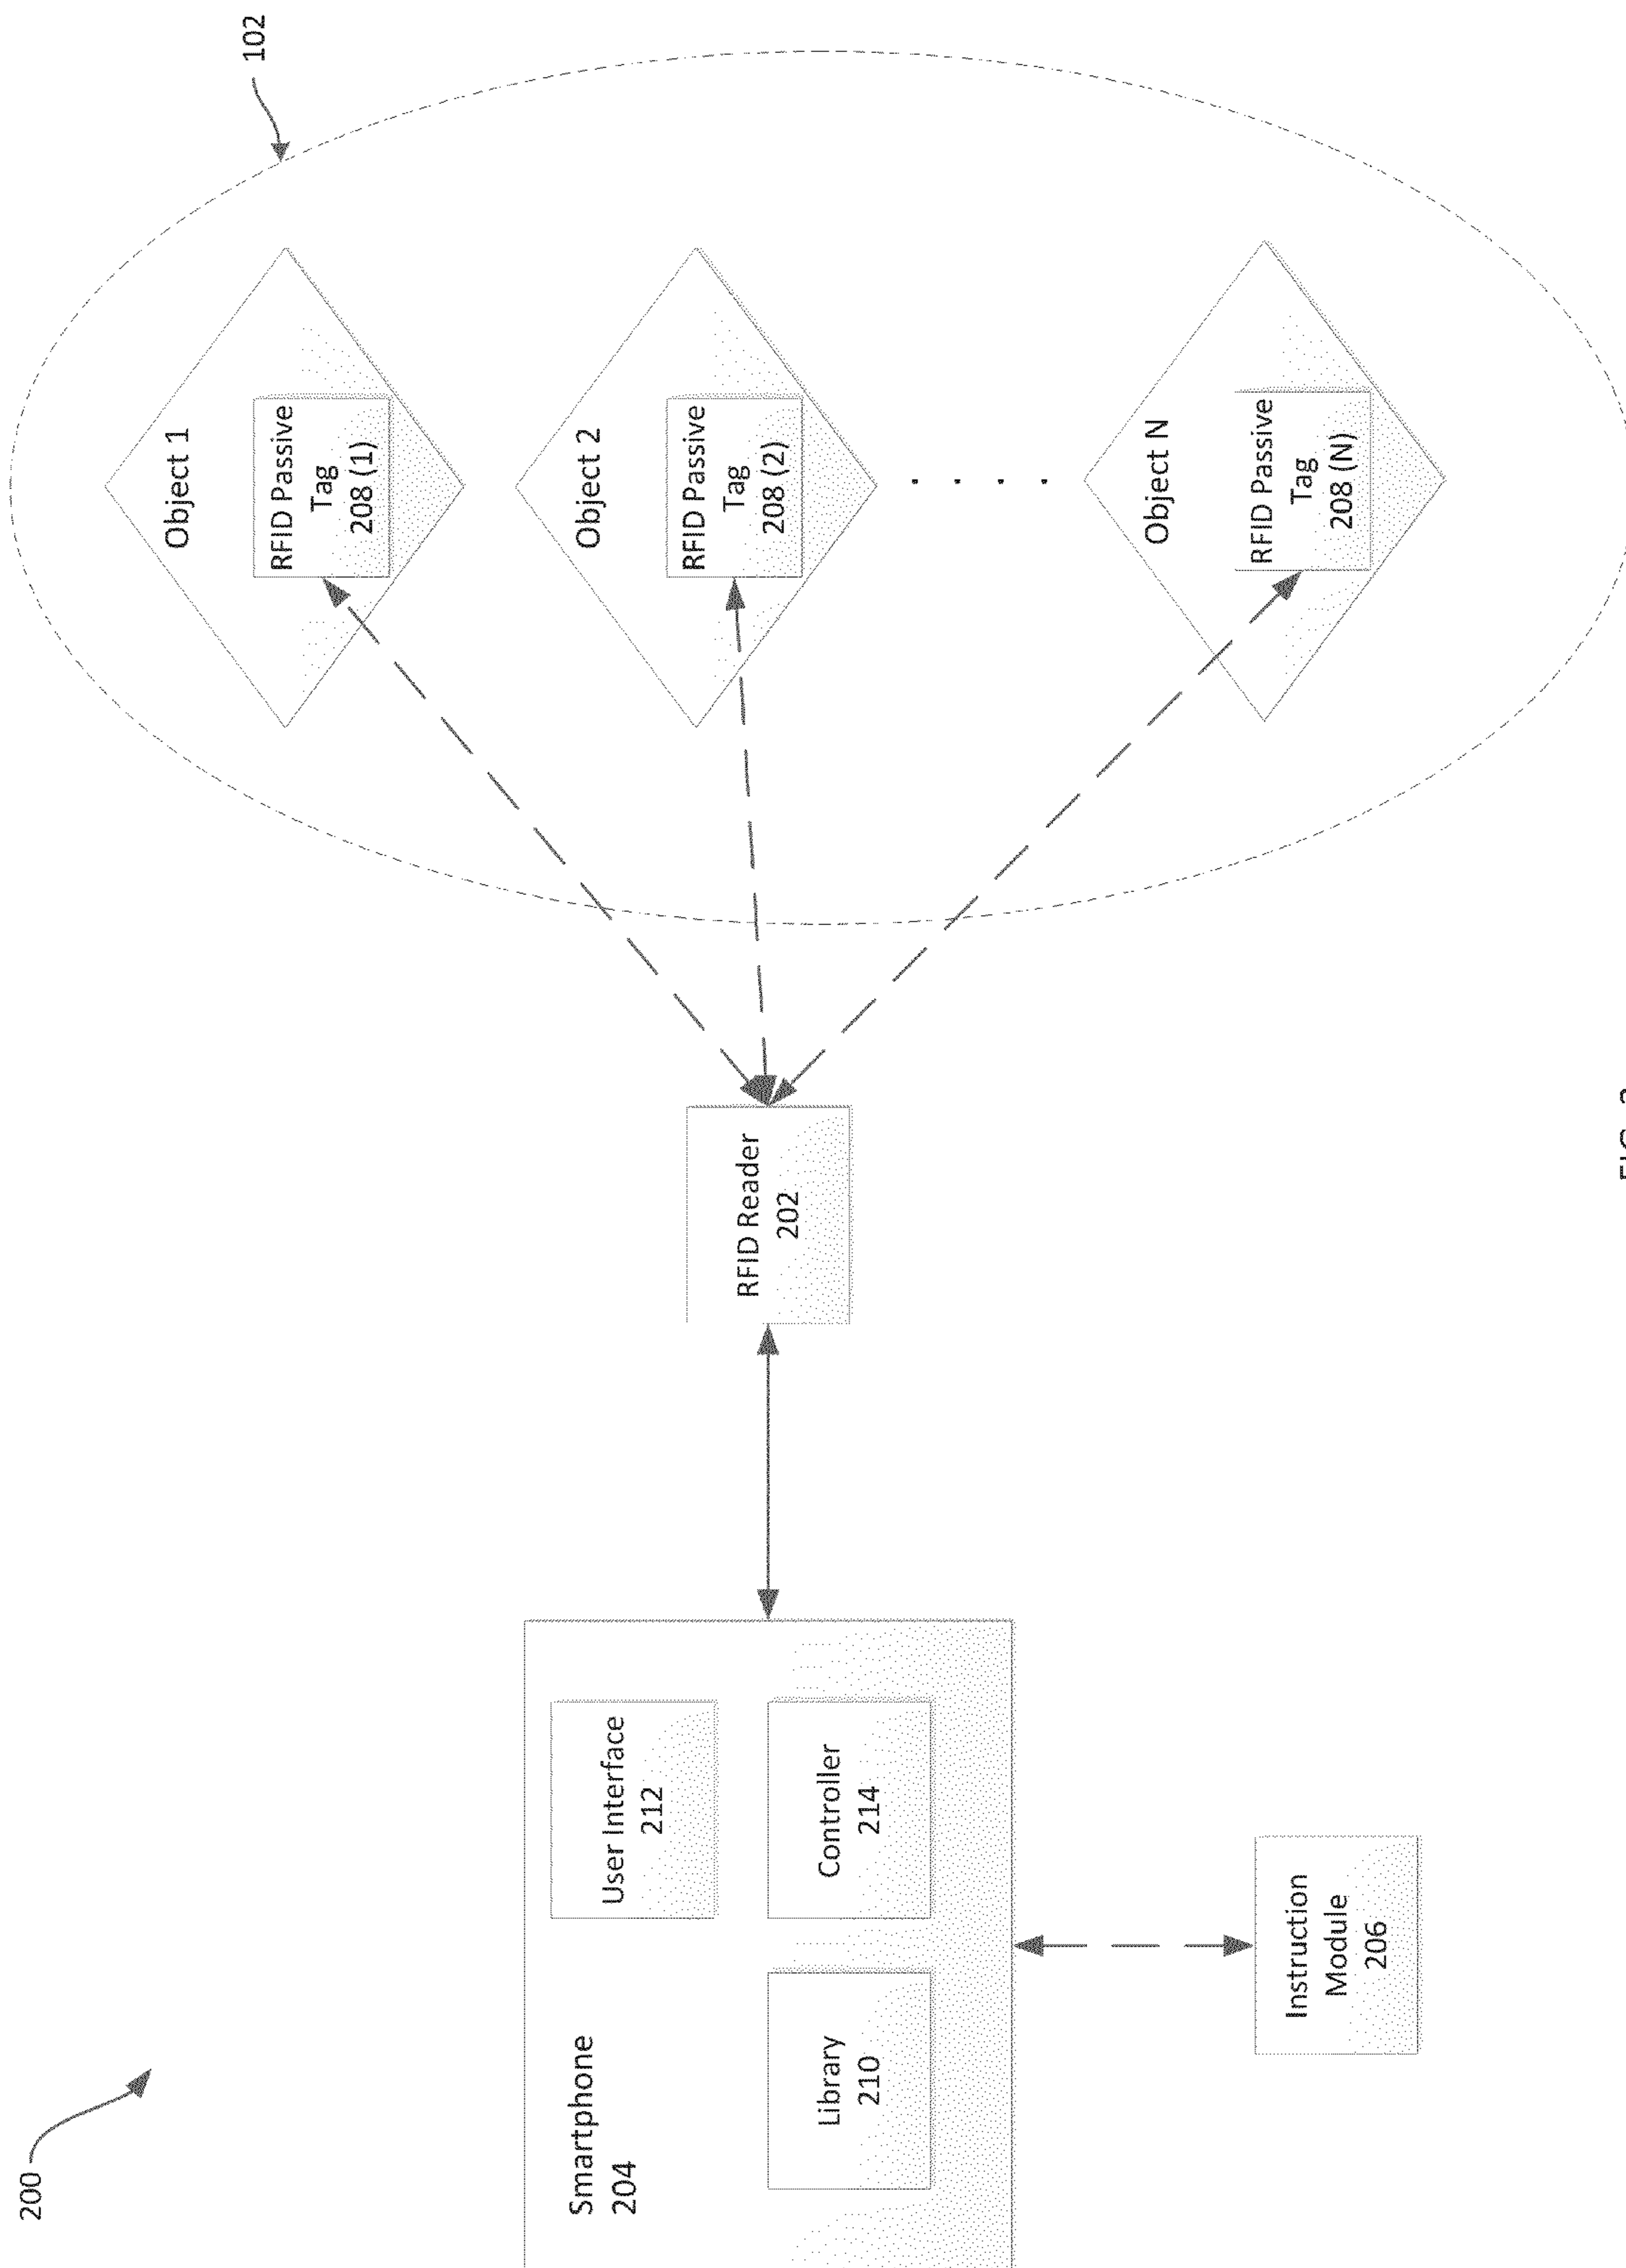 200
102
Smartphone
204
User Interface
212
Library
210
Controller
214
Instruction
Module
206
RFID Reader
202
Object 1
RFID Passive
Tag
208 (1)
Object 2
RFID Passive
Tag
208 (2)
. . . .
Object N
RFID Passive
Tag
208 (N)